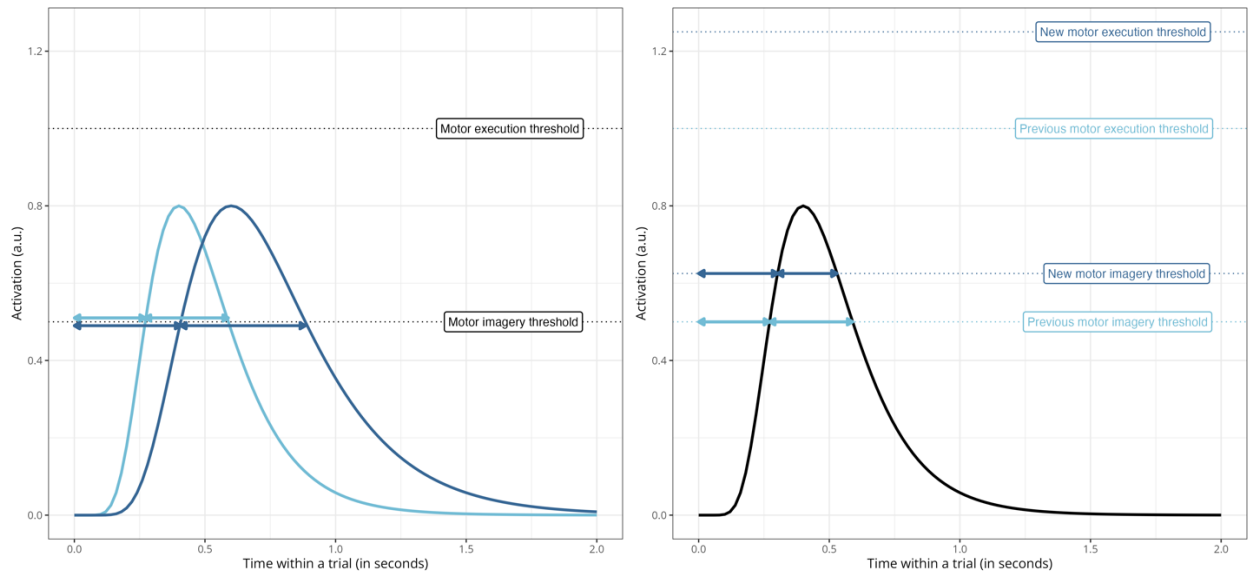 1.2
0.8
0.4
0.0
Activation (a.u.)
Motor execution threshold
Motor imagery threshold
0.0 0.5 1.0 1.5 2.0
Time within a trial (in seconds)
1.2
0.8
0.4
0.0
Activation (a.u.)
New motor execution threshold
Previous motor execution threshold
New motor imagery threshold
Previous motor imagery threshold
0.0 0.5 1.0 1.5 2.0
Time within a trial (in seconds)